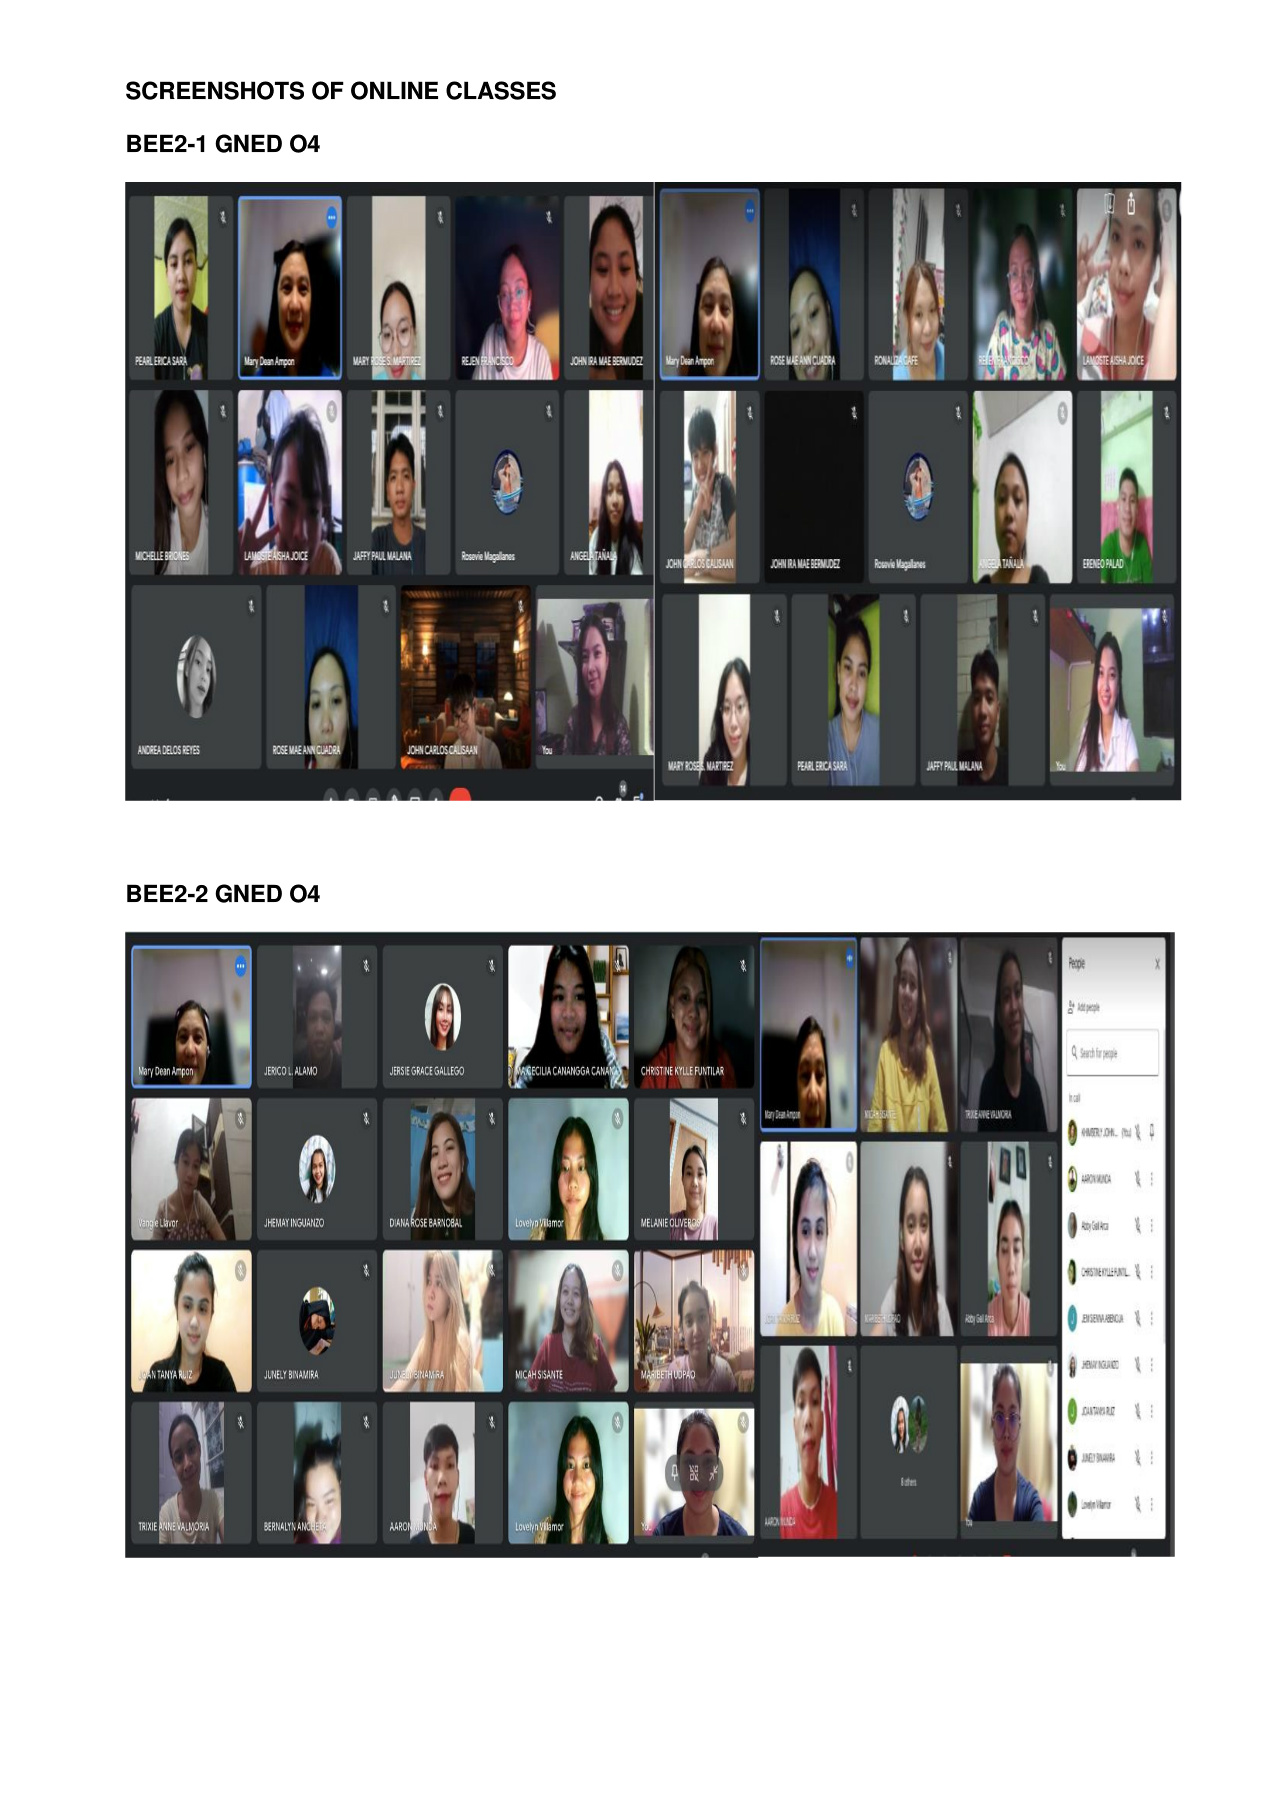 SCREENSHOTS OF ONLINE CLASSES
BEE2-1 GNED O4
PEARL ERICA SARA
Mary Dean Ampon
MARY ROSE S. MARTIREZ
REJEN FRANCISCO
JOHN IRA MAE BERMUDEZ
MICHELLE BRIONES
LAMOSTE AISHA JOICE
JAFFY PAUL MALANA
Rosevie Magallanes
ANGELA TAÑALA
ANDREA DELOS REYES
ROSE MAE ANN CUADRA
JOHN CARLOS CALISAAN
You
14
Mary Dean Ampon
ROSE MAE ANN CUADRA
RONALIZA CAFE
REJEN FRANCISCO
LAMOSTE AISHA JOICE
JOHN CARLOS CALISAAN
JOHN IRA MAE BERMUDEZ
Rosevie Magallanes
ANGELA TAÑALA
ERENEO PALAD
MARY ROSE S. MARTIREZ
PEARL ERICA SARA
JAFFY PAUL MALANA
You
BEE2-2 GNED O4
Mary Dean Ampon
JERICO L. ALAMO
JERSIE GRACE GALLEGO
MA CECILIA CANANGGA CANAN
CHRISTINE KYLLE FUNTILAR
Vangie Llavor
JHEMAY INGUANZO
DIANA ROSE BARNOBAL
Lovelyn Villamor
MELANIE OLIVEROS
JOAN TANYA RUIZ
JUNELY BINAMIRA
JUNELY BINAMIRA
MICAH SISANTE
MARIBETH UDPAO
TRIXIE ANNE VALMORIA
BERNALYN ANCHETA
AARON MUNDA
Lovelyn Villamor
You
Mary Dean Ampon
MICAH SISANTE
TRIXIE ANNE VALMORIA
JOAN TANYA RUIZ
MARIBETH UDPAO
Abby Gail Arca
AARON MUNDA
8 others
You
People
Add people
Search for people
In call
KHIMBERLY JOHN... (You)
AARON MUNDA
Abby Gail Arca
CHRISTINE KYLLE FUNTIL...
JEMSIENNA ABENOJA
JHEMAY INGUANZO
JOAN TANYA RUIZ
JUNELY BINAMIRA
Lovelyn Villamor